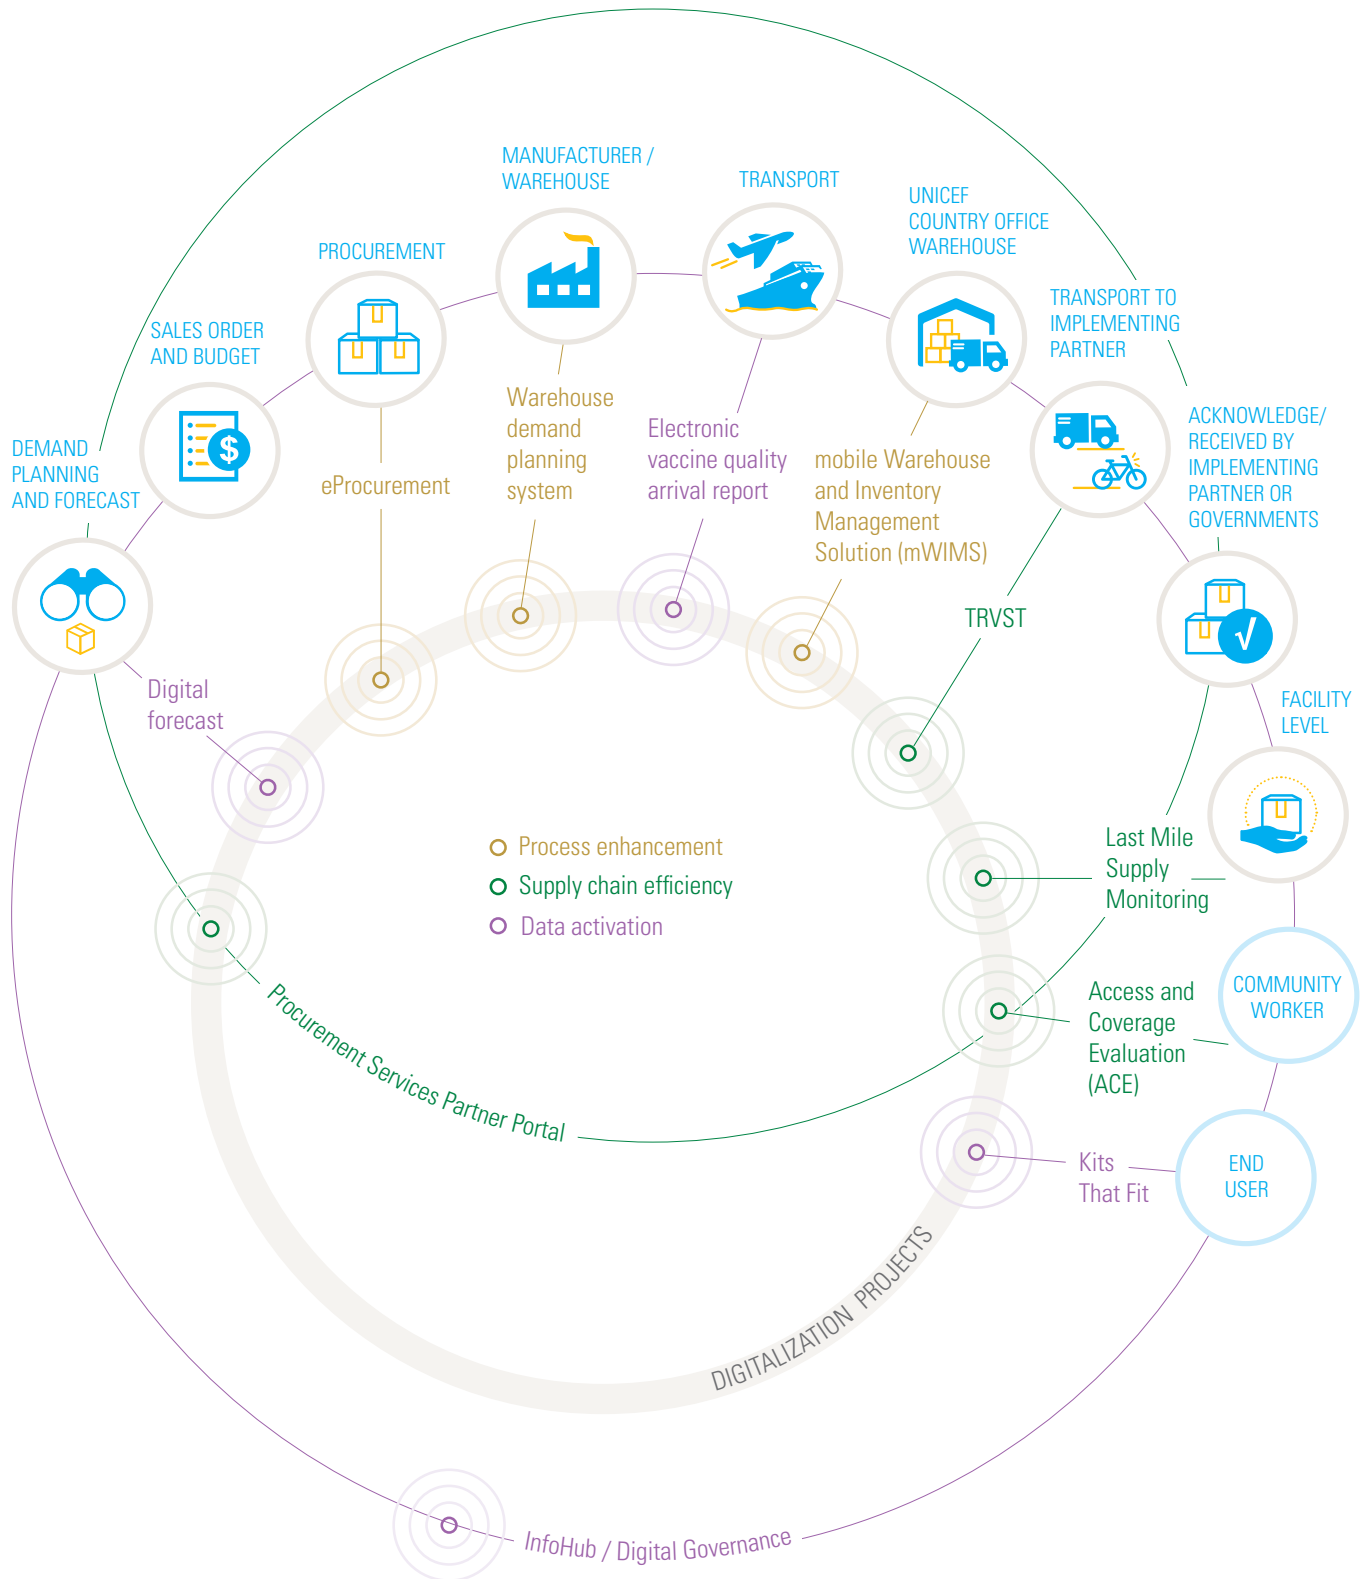 MANUFACTURER /
WAREHOUSE
TRANSPORT
UNICEF
COUNTRY OFFICE
WAREHOUSE
PROCUREMENT
TRANSPORT TO
IMPLEMENTING
PARTNER
SALES ORDER
AND BUDGET
ACKNOWLEDGE/
RECEIVED BY
IMPLEMENTING
PARTNER OR
GOVERNMENTS
DEMAND
PLANNING
AND FORECAST
$
Warehouse
demand
planning
system
Electronic
vaccine quality
arrival report
mobile Warehouse
and Inventory
Management
Solution (mWIMS)
eProcurement
TRVST
√
Digital
forecast
FACILITY
LEVEL
Process enhancement
Supply chain efficiency
Data activation
Last Mile
Supply
Monitoring
COMMUNITY
WORKER
Access and
Coverage
Evaluation
(ACE)
Procurement Services Partner Portal
Kits
That Fit
END
USER
DIGITALIZATION PROJECTS
InfoHub / Digital Governance